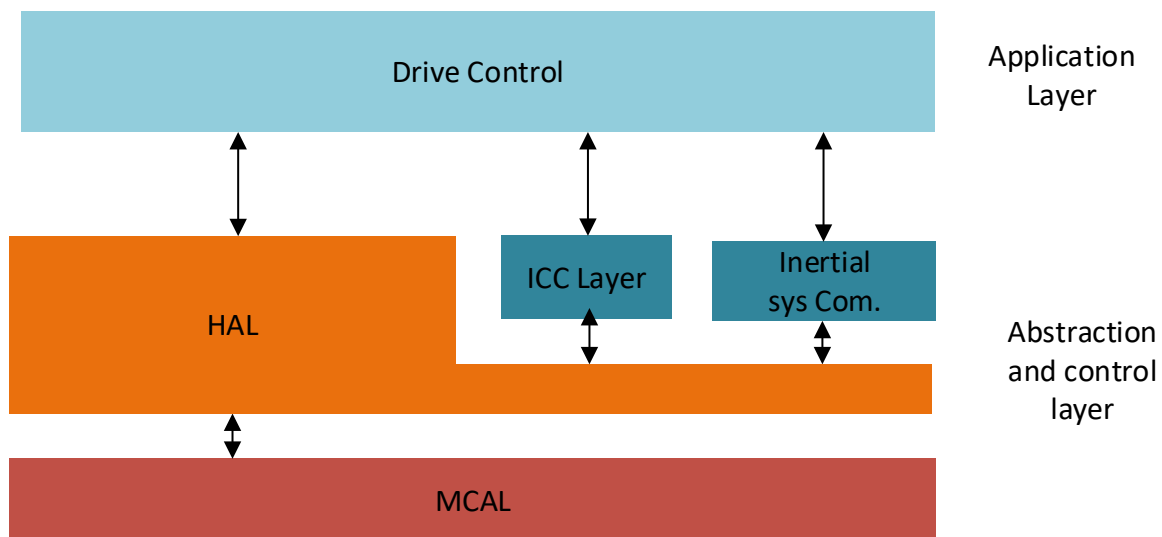 Drive Control
Application
Layer
HAL
ICC Layer
Inertial
sys Com.
Abstraction
and control
layer
MCAL